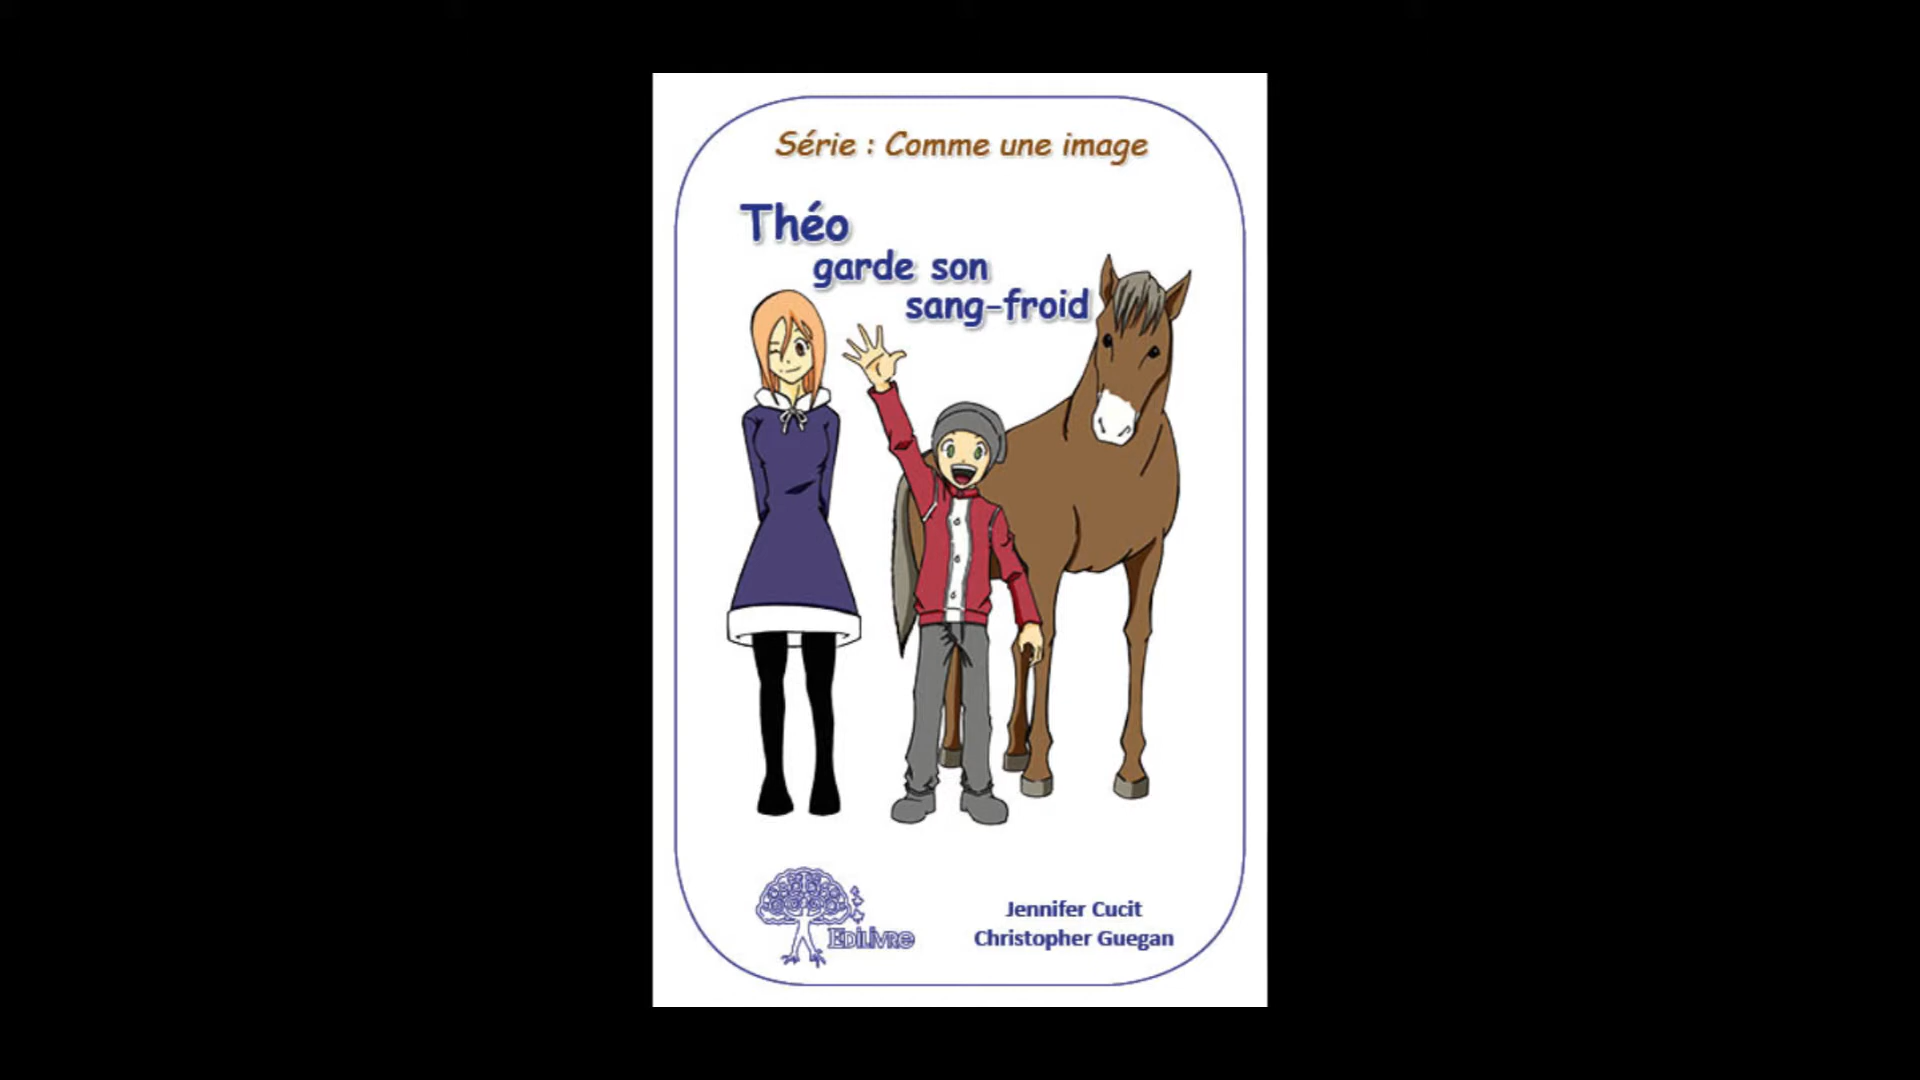 Série : Comme une image
Théo
garde son
sang-froid
EDILIVRE
Jennifer Cucit
Christopher Guegan